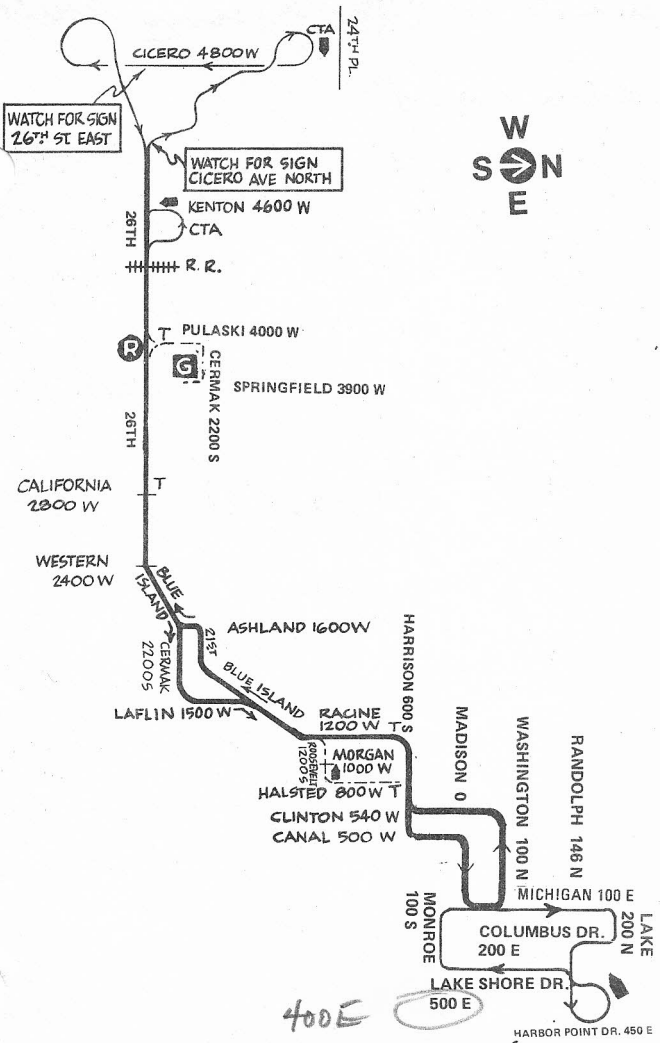 CTA
24TH PL.
CICERO 4800 W
WATCH FOR SIGN
26TH ST. EAST
WATCH FOR SIGN
CICERO AVE NORTH
W
S
N
E
KENTON 4600 W
CTA
26TH
R. R.
R
T
PULASKI 4000 W
G
CERMAK 2200 S
SPRINGFIELD 3900 W
26TH
CALIFORNIA
2800 W
T
WESTERN
2400 W
BLUE
ISLAND
CERMAK
2200 S
21ST
ASHLAND 1600W
BLUE ISLAND
LAFLIN 1500 W
RACINE
1200 W
T
HARRISON 600 S
ROOSEVELT
1200 S
MORGAN
1000 W
HALSTED 800 W
T
CLINTON 540 W
CANAL 500 W
MADISON 0
WASHINGTON 100 N
RANDOLPH 146 N
MICHIGAN 100 E
MONROE
100 S
COLUMBUS DR.
200 E
LAKE
200 N
LAKE SHORE DR.
500 E
400E
HARBOR POINT DR. 450 E